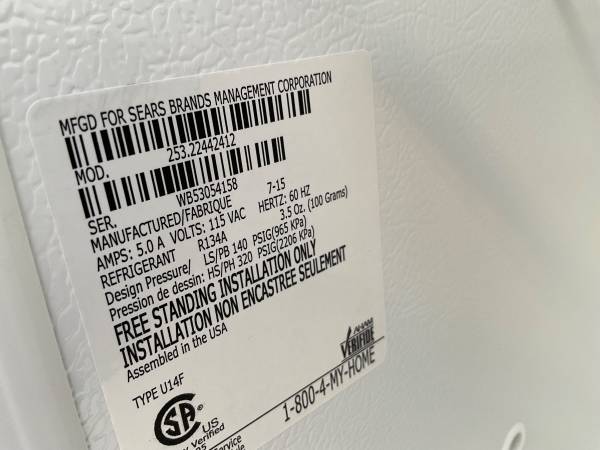 MFGD FOR SEARS BRANDS MANAGEMENT CORPORATION
MOD. 253.22442412
SER. WB53054158
MANUFACTURED/FABRIQUE 7-15
AMPS: 5.0 A VOLTS: 115 VAC HERTZ: 60 HZ
REFRIGERANT R134A 3.5 Oz. (100 Grams)
Design Pressure/ LS/PB 140 PSIG(965 KPa)
Pression de dessin: HS/PH 320 PSIG(2206 KPa)
FREE STANDING INSTALLATION ONLY
INSTALLATION NON ENCASTREE SEULEMENT
Assembled in the USA
TYPE U14F
VERIFIDE
1-800-4-MY-HOME
US
Verified